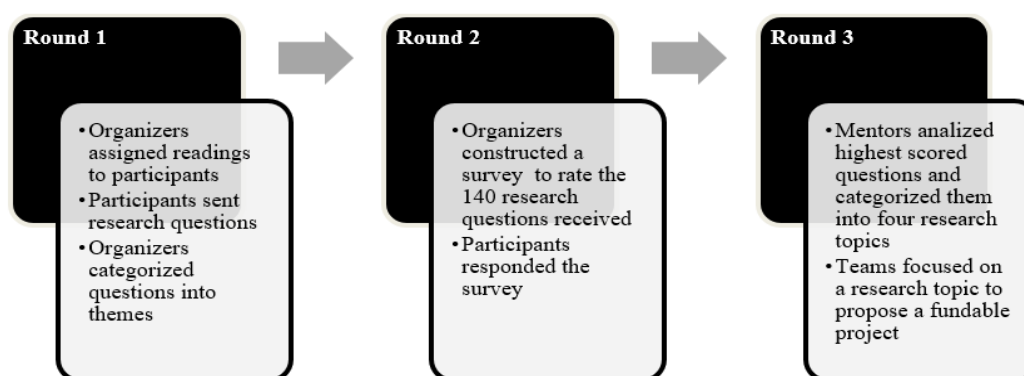 Round 1
•Organizers
assigned readings
to participants
•Participants sent
research questions
•Organizers
categorized
questions into
themes
Round 2
•Organizers
constructed a
survey to rate the
140 research
questions received
•Participants
responded the
survey
Round 3
•Mentors analized
highest scored
questions and
categorized them
into four research
topics
•Teams focused on
a research topic to
propose a fundable
project